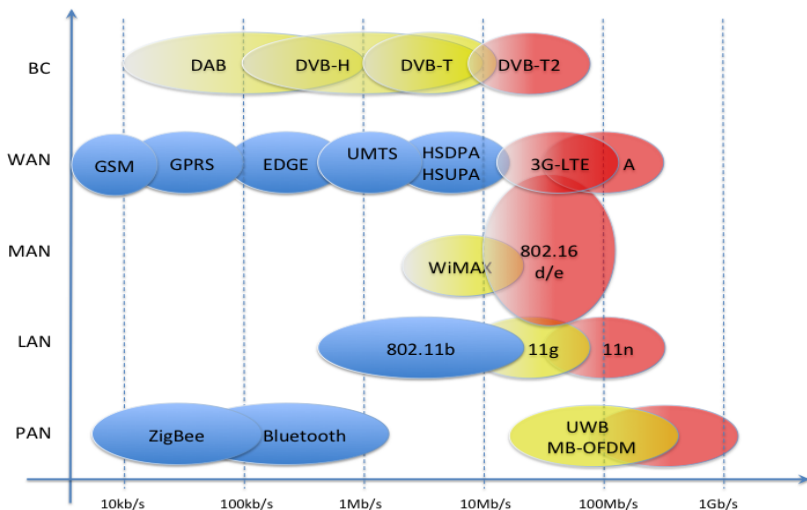 BC
DAB
DVB-H
DVB-T
DVB-T2
WAN
GSM
GPRS
EDGE
UMTS
HSDPA
HSUPA
3G-LTE
A
MAN
WiMAX
802.16
d/e
LAN
802.11b
11g
11n
PAN
ZigBee
Bluetooth
UWB
MB-OFDM
10kb/s
100kb/s
1Mb/s
10Mb/s
100Mb/s
1Gb/s